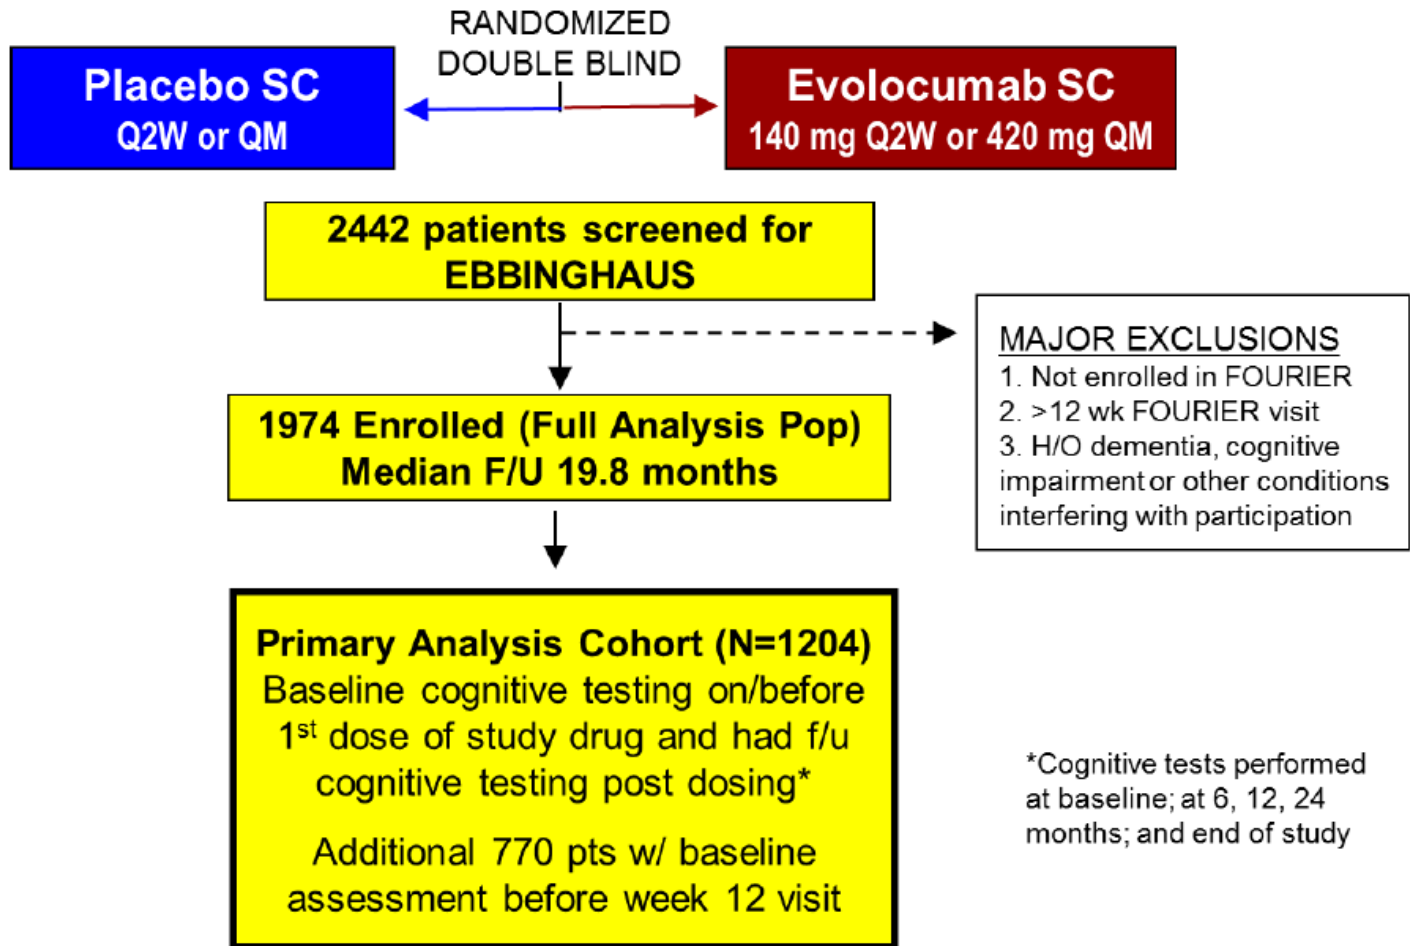 RANDOMIZED
DOUBLE BLIND
Placebo SC
Q2W or QM
Evolocumab SC
140 mg Q2W or 420 mg QM
2442 patients screened for
EBBINGHAUS
MAJOR EXCLUSIONS
1. Not enrolled in FOURIER
2. >12 wk FOURIER visit
3. H/O dementia, cognitive
impairment or other conditions
interfering with participation
1974 Enrolled (Full Analysis Pop)
Median F/U 19.8 months
Primary Analysis Cohort (N=1204)
Baseline cognitive testing on/before
1st dose of study drug and had f/u
cognitive testing post dosing*
Additional 770 pts w/ baseline
assessment before week 12 visit
*Cognitive tests performed
at baseline; at 6, 12, 24
months; and end of study